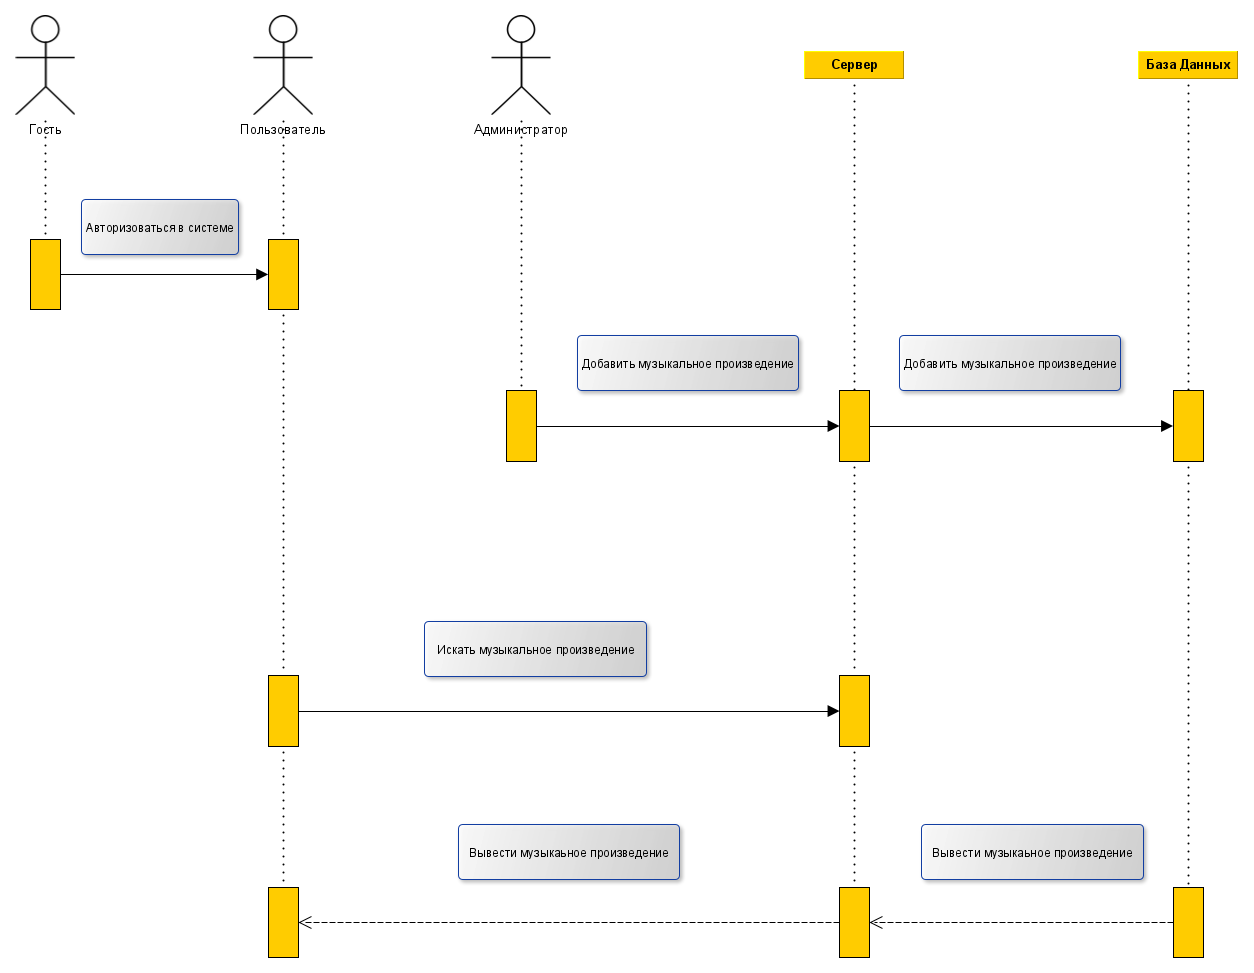 Сервер
База Данных
Гость
Пользователь
Администратор
Авторизоваться в системе
Добавить музыкальное произведение
Добавить музыкальное произведение
Искать музыкальное произведение
Вывести музыкаьное произведение
Вывести музыкаьное произведение